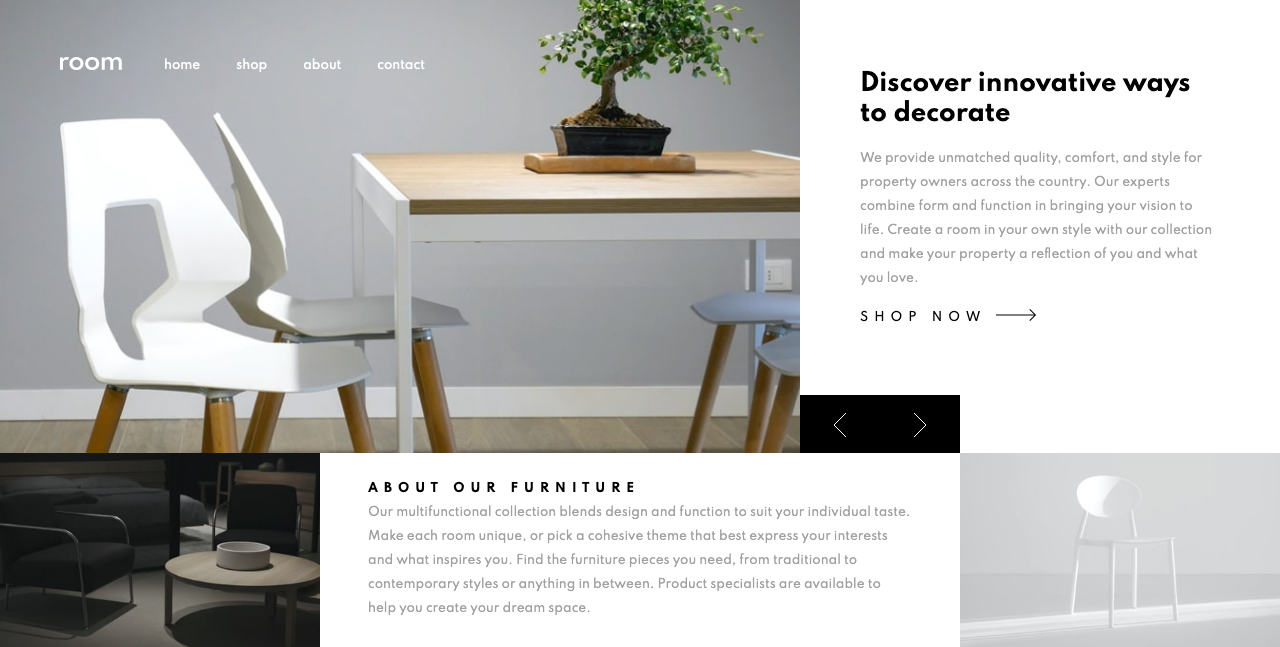 room
home shop about contact
Discover innovative ways
to decorate
We provide unmatched quality, comfort, and style for
property owners across the country. Our experts
combine form and function in bringing your vision to
life. Create a room in your own style with our collection
and make your property a reflection of you and what
you love.
SHOP NOW
ABOUT OUR FURNITURE
Our multifunctional collection blends design and function to suit your individual taste.
Make each room unique, or pick a cohesive theme that best express your interests
and what inspires you. Find the furniture pieces you need, from traditional to
contemporary styles or anything in between. Product specialists are available to
help you create your dream space.